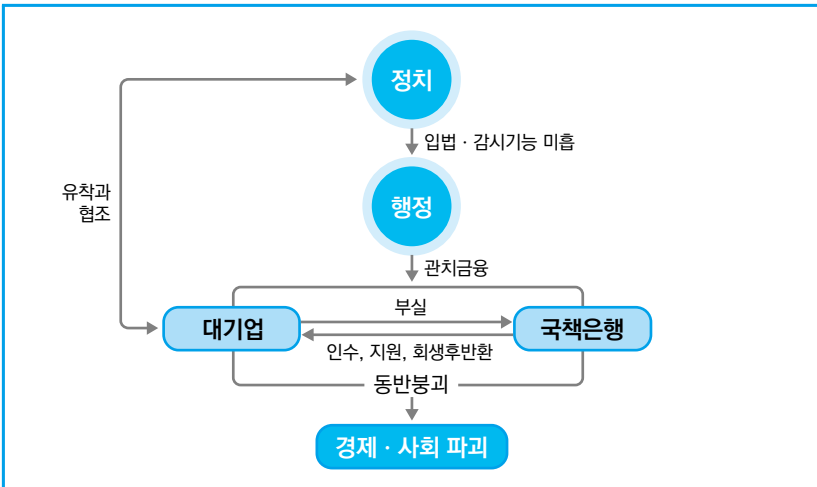 정치
입법 · 감시기능 미흡
유착과
협조
행정
관치금융
부실
대기업
국책은행
인수, 지원, 회생후반환
동반붕괴
경제 · 사회 파괴